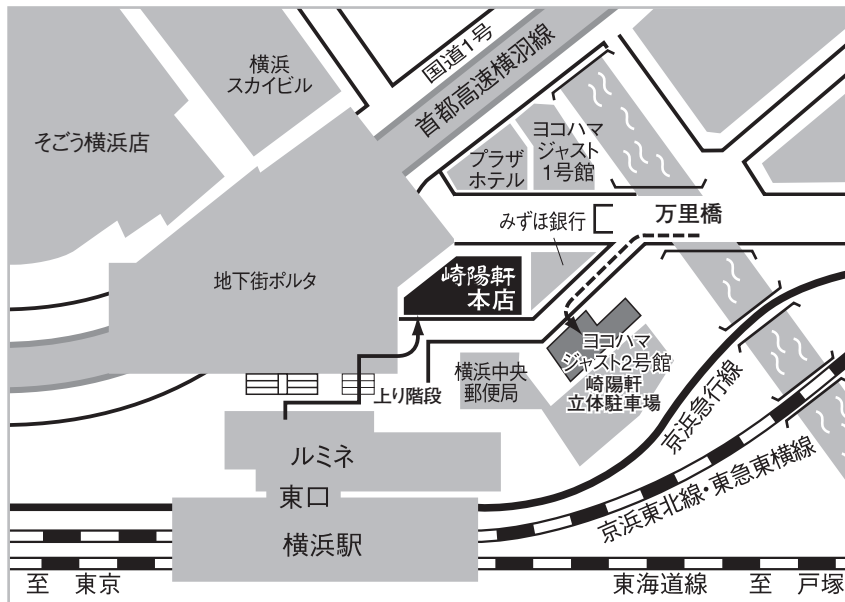 国道1号
首都高速横羽線
横浜
スカイビル
そごう横浜店
ヨコハマ
ジャスト
1号館
プラザ
ホテル
みずほ銀行
万里橋
地下街ポルタ
崎陽軒
本店
ヨコハマ
ジャスト2号館
崎陽軒
立体駐車場
横浜中央
郵便局
上り階段
京浜急行線
京浜東北線・東急東横線
ルミネ
東口
横浜駅
至 東京
東海道線
至 戸塚